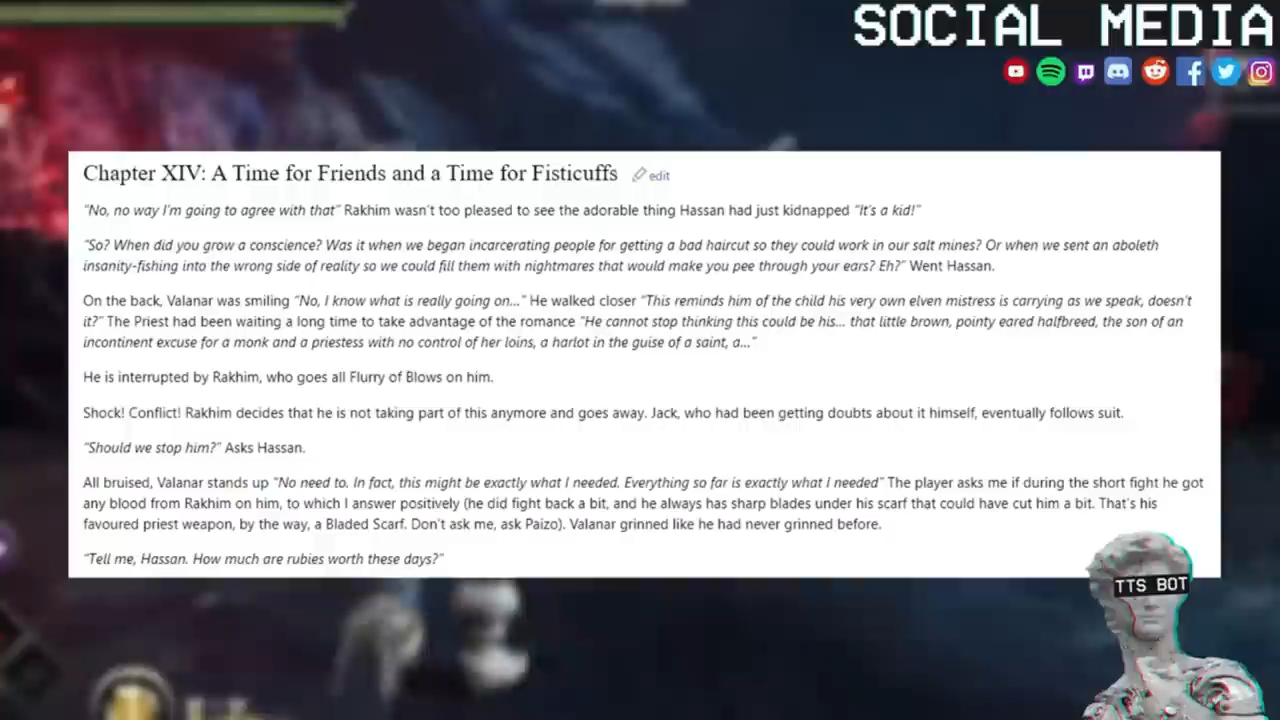 SOCIAL MEDIA
Chapter XIV: A Time for Friends and a Time for Fisticuffs edit
"No, no way I'm going to agree with that" Rakhim wasn't too pleased to see the adorable thing Hassan had just kidnapped "It's a kid!"
"So? When did you grow a conscience? Was it when we began incarcerating people for getting a bad haircut so they could work in our salt mines? Or when we sent an aboleth
insanity-fishing into the wrong side of reality so we could fill them with nightmares that would make you pee through your ears? Eh?" Went Hassan.
On the back, Valanar was smiling "No, I know what is really going on..." He walked closer "This reminds him of the child his very own elven mistress is carrying as we speak, doesn't
it?" The Priest had been waiting a long time to take advantage of the romance "He cannot stop thinking this could be his... that little brown, pointy eared halfbreed, the son of an
incontinent excuse for a monk and a priestess with no control of her loins, a harlot in the guise of a saint, a..."
He is interrupted by Rakhim, who goes all Flurry of Blows on him.
Shock! Conflict! Rakhim decides that he is not taking part of this anymore and goes away. Jack, who had been getting doubts about it himself, eventually follows suit.
"Should we stop him?" Asks Hassan.
All bruised, Valanar stands up "No need to. In fact, this might be exactly what I needed. Everything so far is exactly what I needed" The player asks me if during the short fight he got
any blood from Rakhim on him, to which I answer positively (he did fight back a bit, and he always has sharp blades under his scarf that could have cut him a bit. That's his
favoured priest weapon, by the way, a Bladed Scarf. Don't ask me, ask Paizo). Valanar grinned like he had never grinned before.
"Tell me, Hassan. How much are rubies worth these days?"
TTS BOT